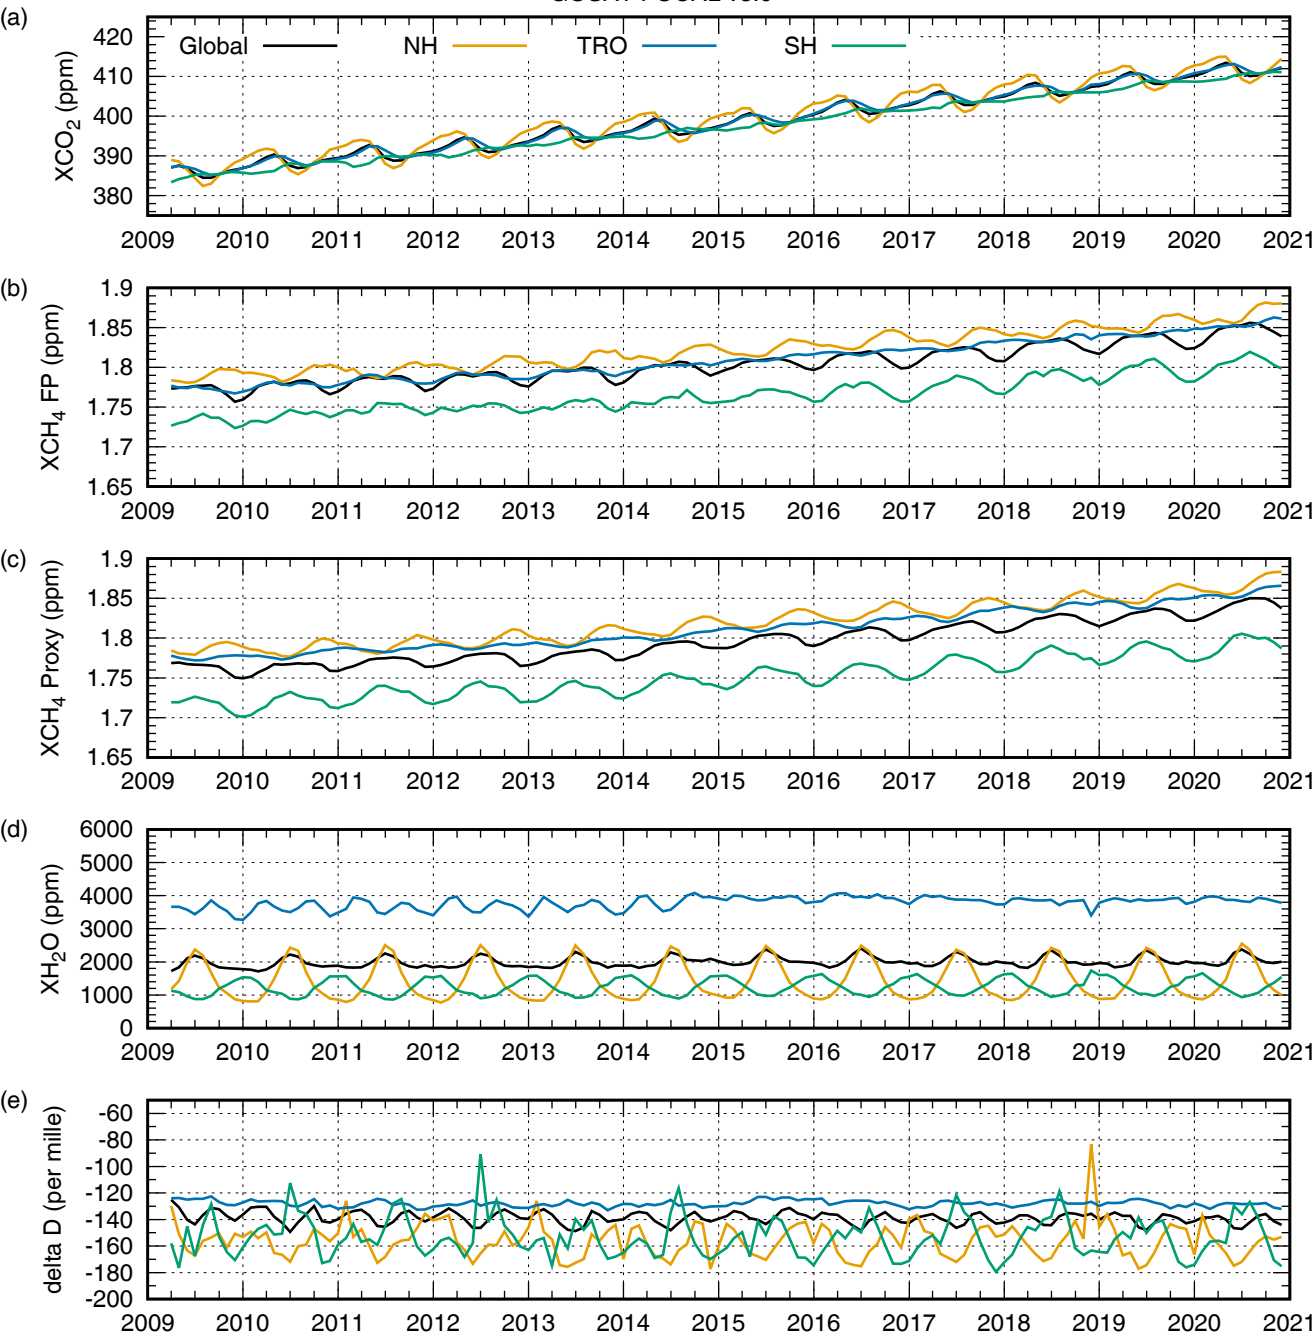 (a)
420
410
400
390
380
XCO2 (ppm)
Global NH TRO SH
2009 2010 2011 2012 2013 2014 2015 2016 2017 2018 2019 2020 2021
(b)
1.9
1.85
1.8
1.75
1.7
1.65
XCH4 FP (ppm)
2009 2010 2011 2012 2013 2014 2015 2016 2017 2018 2019 2020 2021
(c)
1.9
1.85
1.8
1.75
1.7
1.65
XCH4 Proxy (ppm)
2009 2010 2011 2012 2013 2014 2015 2016 2017 2018 2019 2020 2021
(d)
6000
5000
4000
3000
2000
1000
0
XH2O (ppm)
2009 2010 2011 2012 2013 2014 2015 2016 2017 2018 2019 2020 2021
(e)
-60
-80
-100
-120
-140
-160
-180
-200
delta D (per mille)
2009 2010 2011 2012 2013 2014 2015 2016 2017 2018 2019 2020 2021